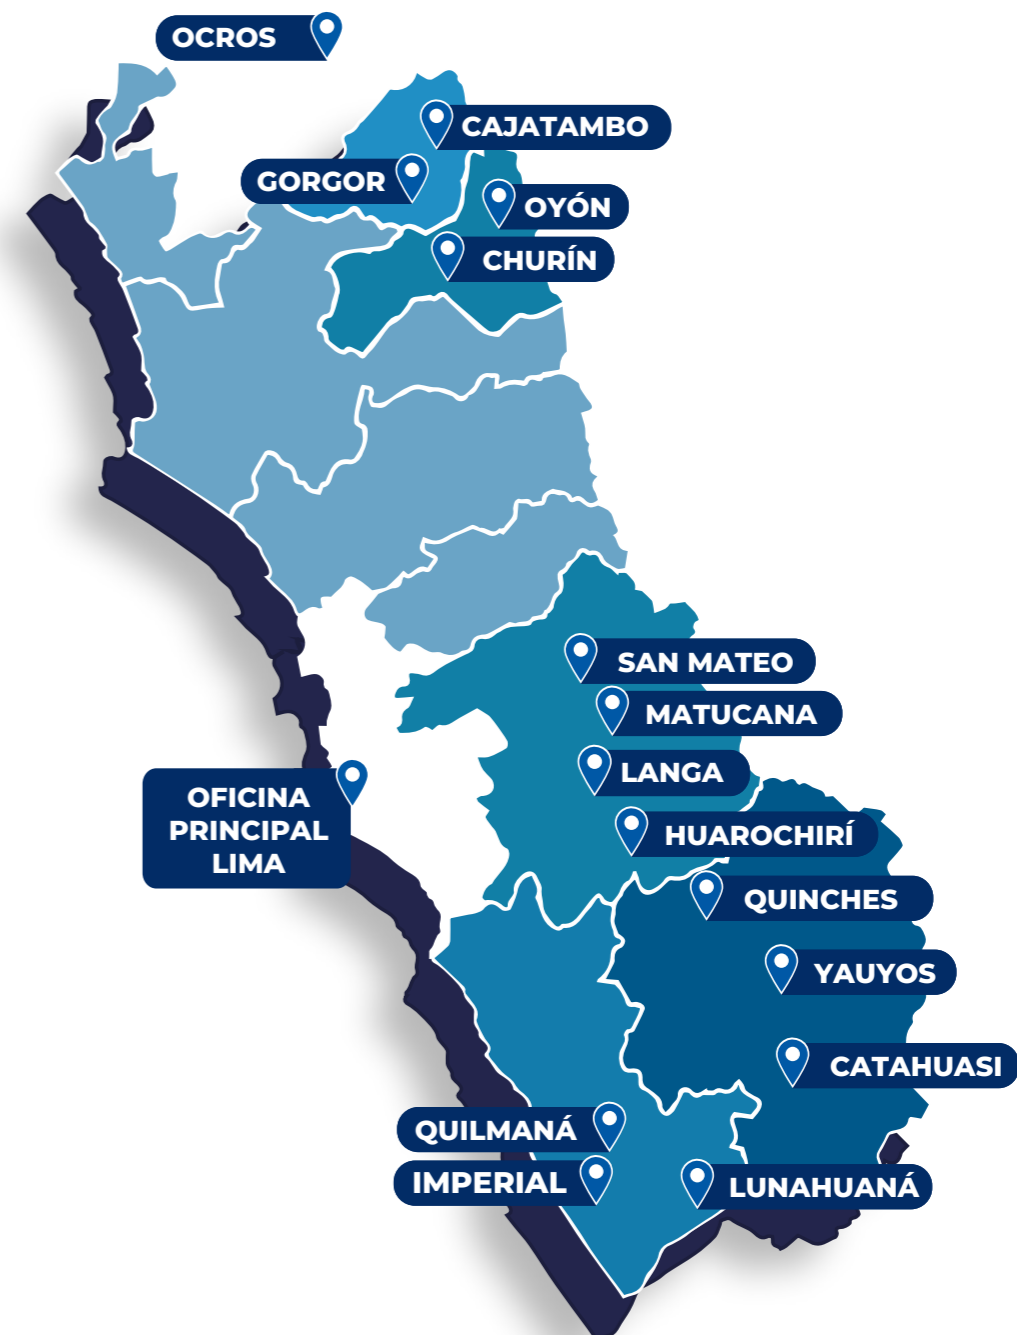 OCROS
CAJATAMBO
GORGOR
OYÓN
CHURÍN
SAN MATEO
MATUCANA
LANGA
OFICINA
PRINCIPAL
LIMA
HUAROCHIRÍ
QUINCHES
YAUYOS
CATAHUASI
QUILMANÁ
IMPERIAL
LUNAHUANÁ